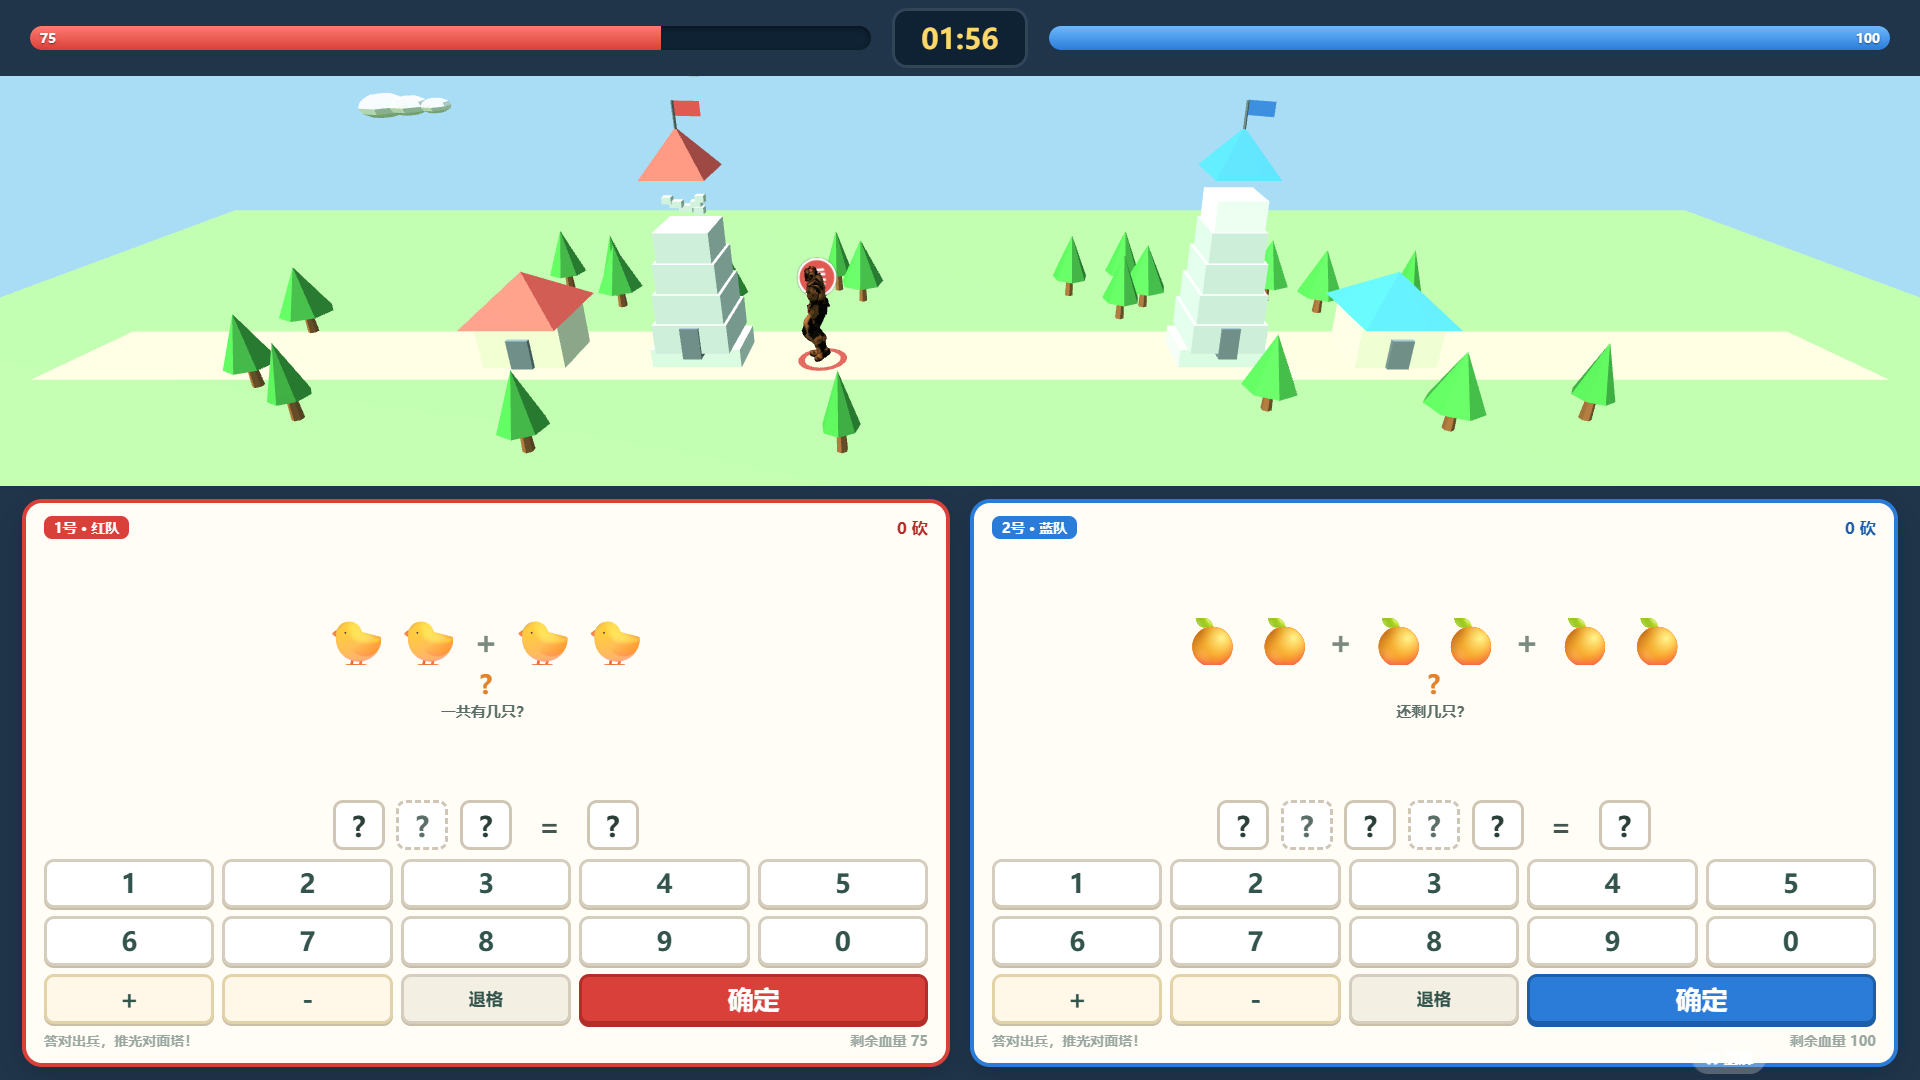 75
01:56
100
1号 • 红队
0 砍
+
?
一共有几只?
? ? ? = ?
1 2 3 4 5
6 7 8 9 0
+ - 退格 确定
答对出兵，推光对面塔!
剩余血量 75
2号 • 蓝队
0 砍
+ +
?
还剩几只?
? ? ? ? ? = ?
1 2 3 4 5
6 7 8 9 0
+ - 退格 确定
答对出兵，推光对面塔!
剩余血量 100